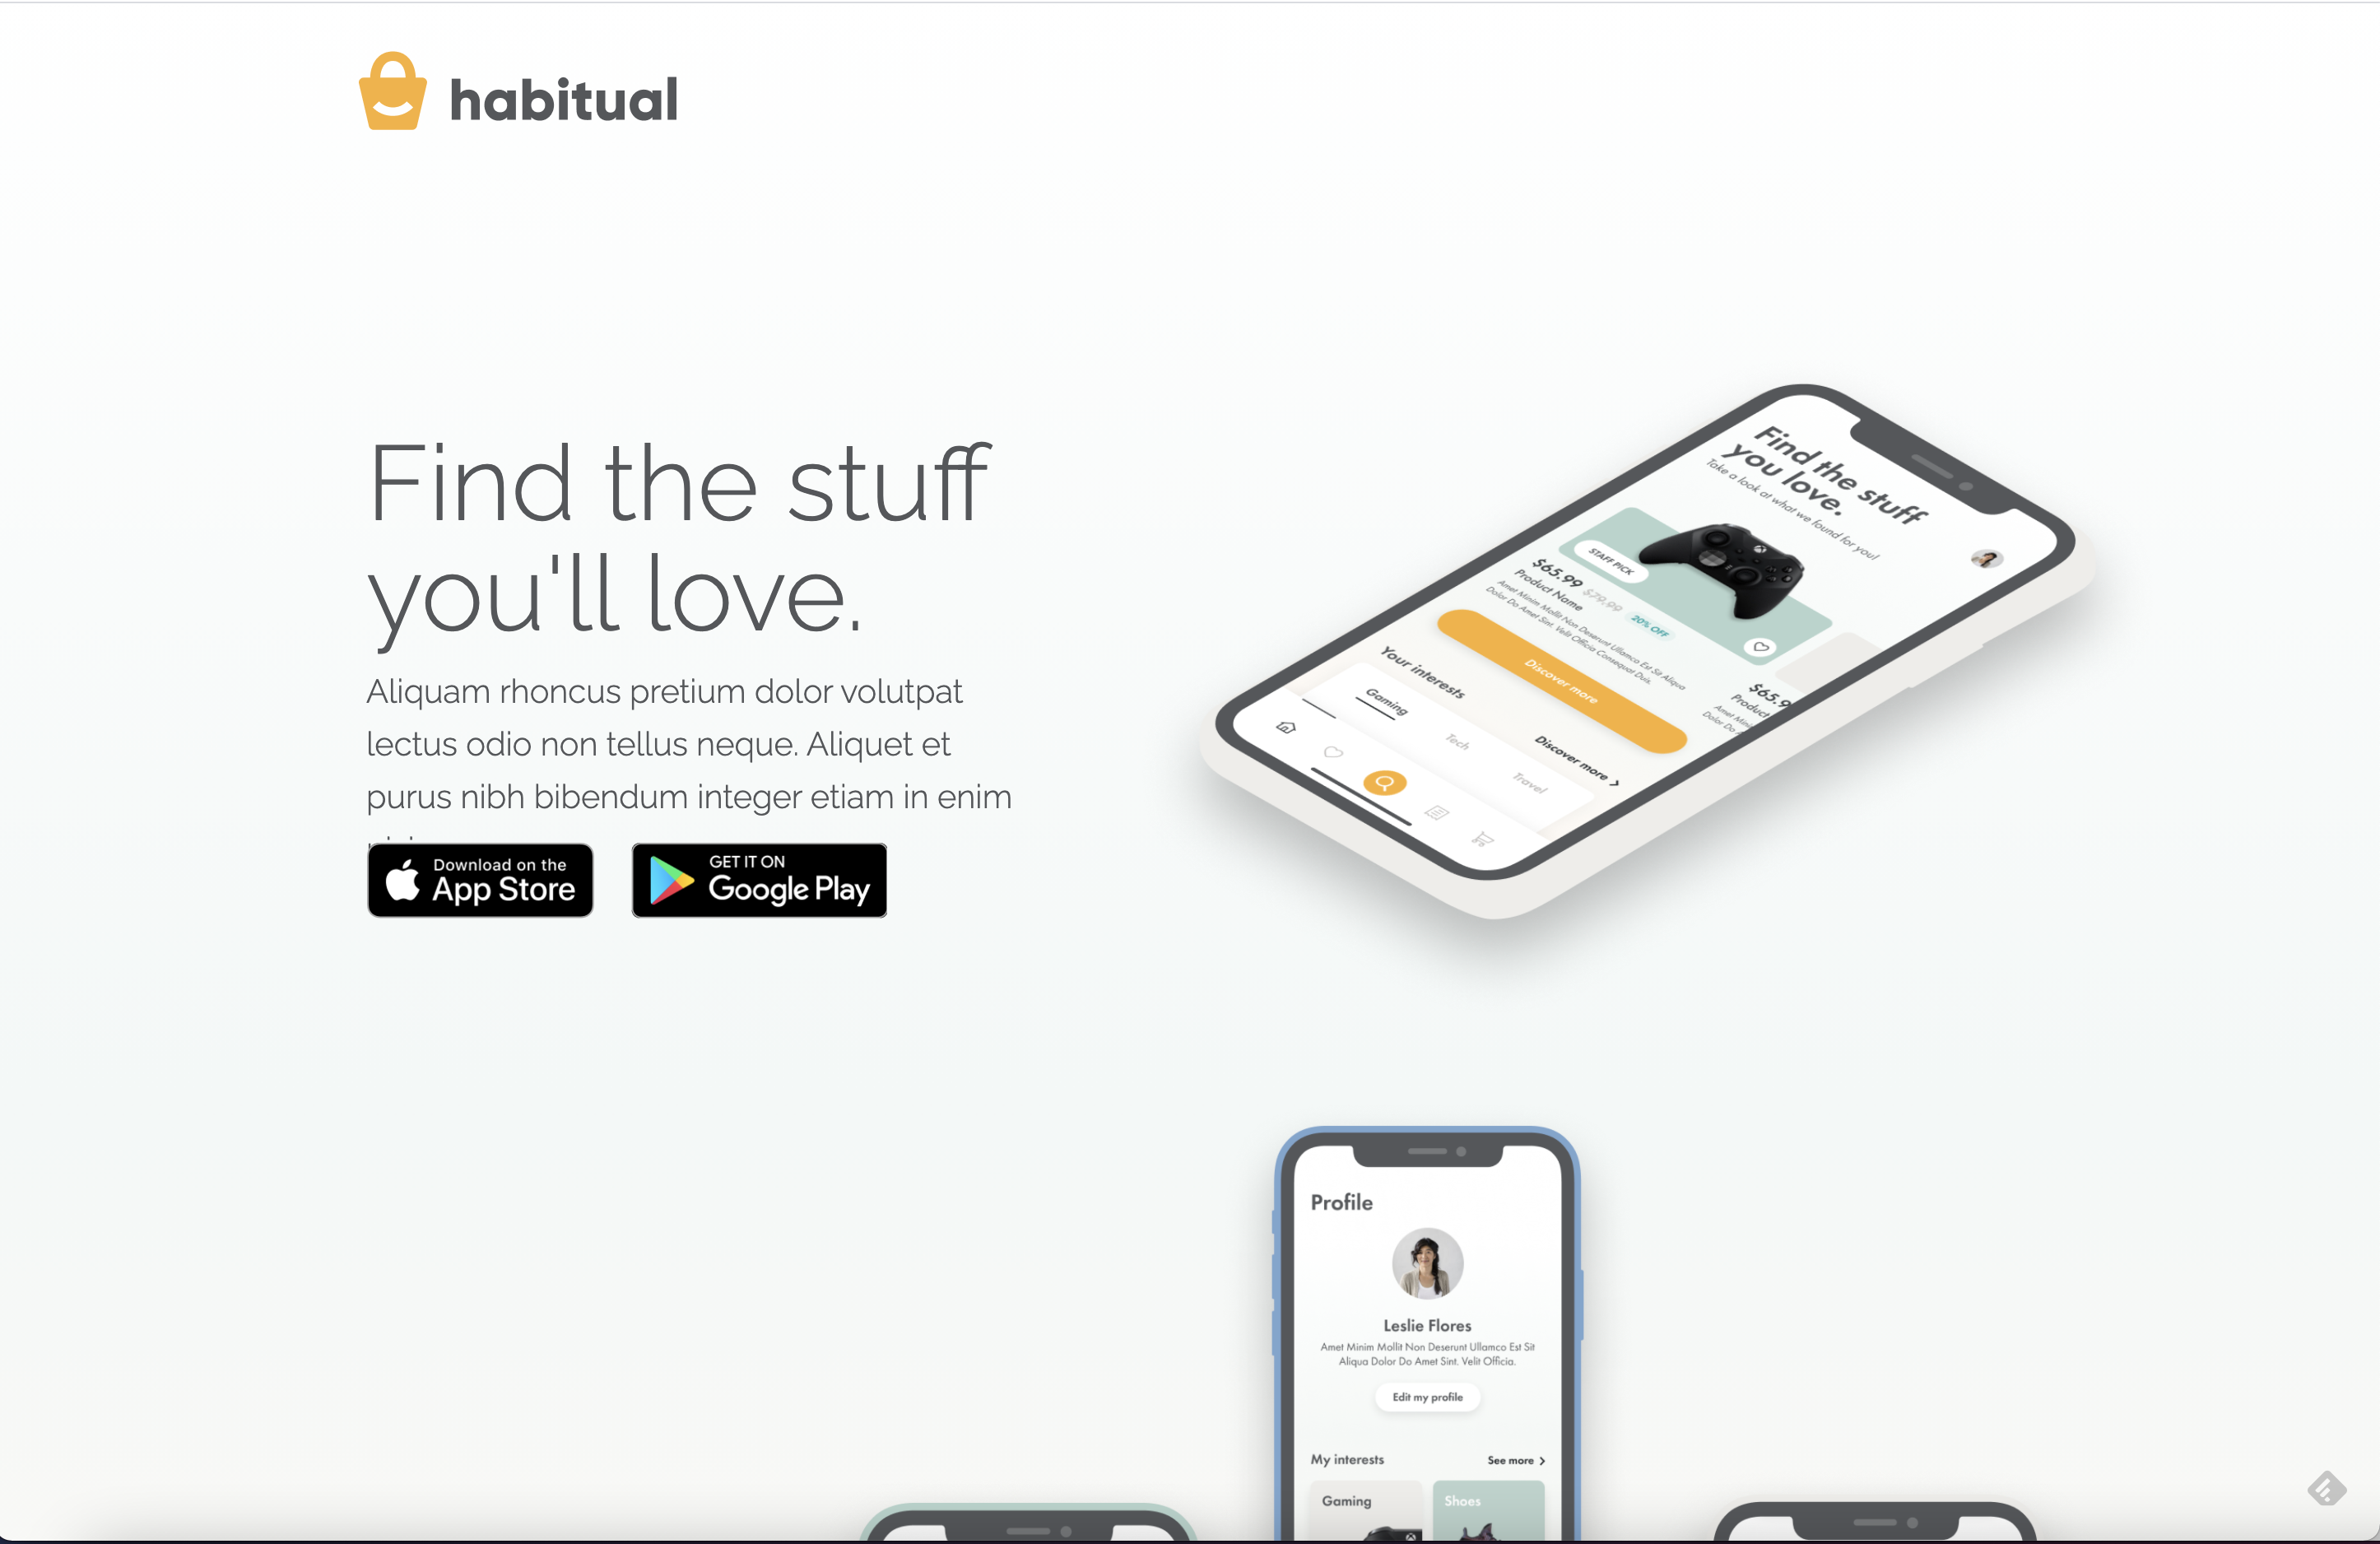 habitual
Find the stuff
you'll love.
Aliquam rhoncus pretium dolor volutpat
lectus odio non tellus neque. Aliquet et
purus nibh bibendum integer etiam in enim
Download on the
App Store
GET IT ON
Google Play
Find the stuff
you love.
Take a look at what we found for you!
STAFF PICK
$65.99 $79.99 20% OFF
Product Name
Amet Minim Mollit Non Deserunt Ullamco Est Sit Aliqua
Dolor Do Amet Sint. Velit Officia Consequat Duis.
Discover more
$65.9
Product
Amet Mini
Dolor Do
Your interests
Discover more
Gaming
Tech
Travel
Profile
Leslie Flores
Amet Minim Mollit Non Deserunt Ullamco Est Sit
Aliqua Dolor Do Amet Sint. Velit Officia.
Edit my profile
My interests
See more
Gaming
Shoes